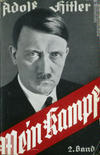 Adolf Hitler
Mein Kampf
2. Band